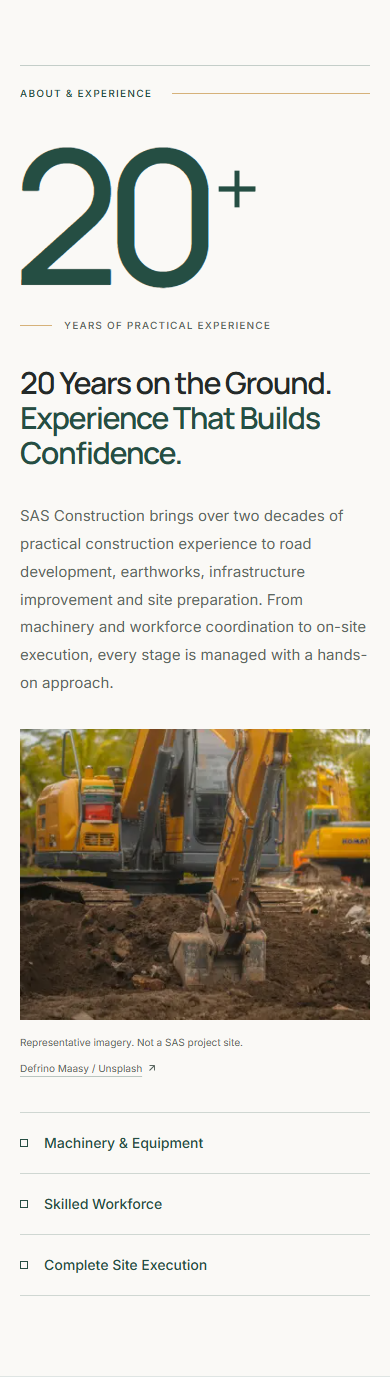 ABOUT & EXPERIENCE
20+
YEARS OF PRACTICAL EXPERIENCE
20 Years on the Ground.
Experience That Builds
Confidence.
SAS Construction brings over two decades of
practical construction experience to road
development, earthworks, infrastructure
improvement and site preparation. From
machinery and workforce coordination to on-site
execution, every stage is managed with a hands-
on approach.
Representative imagery. Not a SAS project site.
Defrino Maasy / Unsplash ↗
Machinery & Equipment
Skilled Workforce
Complete Site Execution